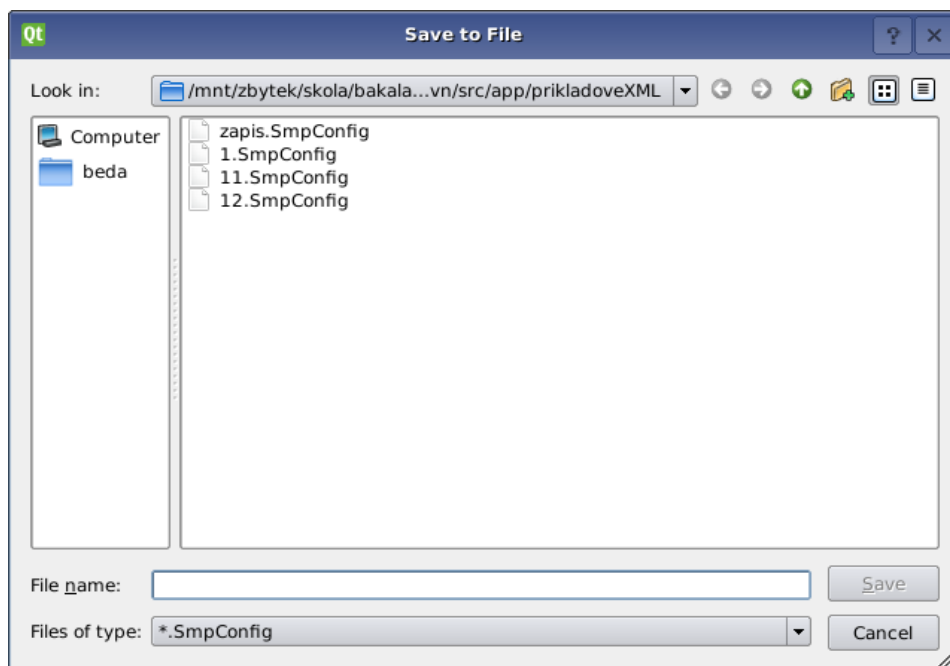 Qt Save to File ?
Look in: /mnt/zbytek/skola/bakala...vn/src/app/prikladoveXML
Computer
beda
zapis.SmpConfig
1.SmpConfig
11.SmpConfig
12.SmpConfig
File name: Save
Files of type: *.SmpConfig Cancel